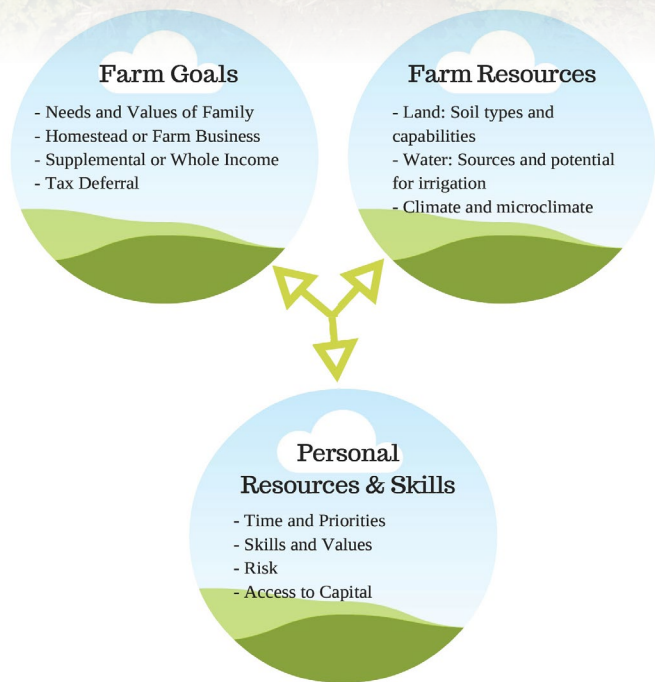 Farm Goals
- Needs and Values of Family
- Homestead or Farm Business
- Supplemental or Whole Income
- Tax Deferral
Farm Resources
- Land: Soil types and
capabilities
- Water: Sources and potential
for irrigation
- Climate and microclimate
Personal
Resources & Skills
- Time and Priorities
- Skills and Values
- Risk
- Access to Capital